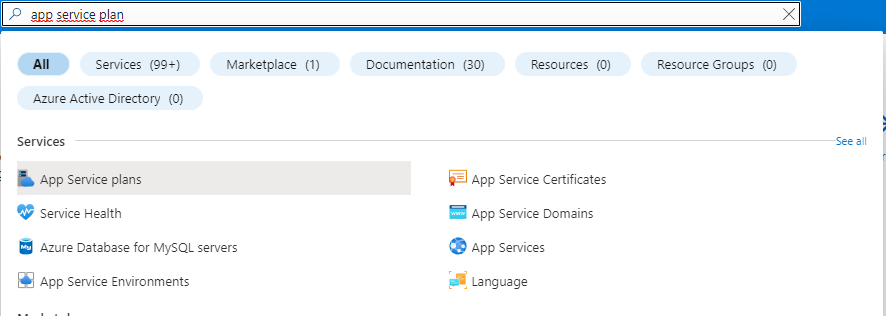 app service plan
All Services (99+) Marketplace (1) Documentation (30) Resources (0) Resource Groups (0)
Azure Active Directory (0)
Services See all
App Service plans App Service Certificates
Service Health App Service Domains
Azure Database for MySQL servers App Services
App Service Environments Language